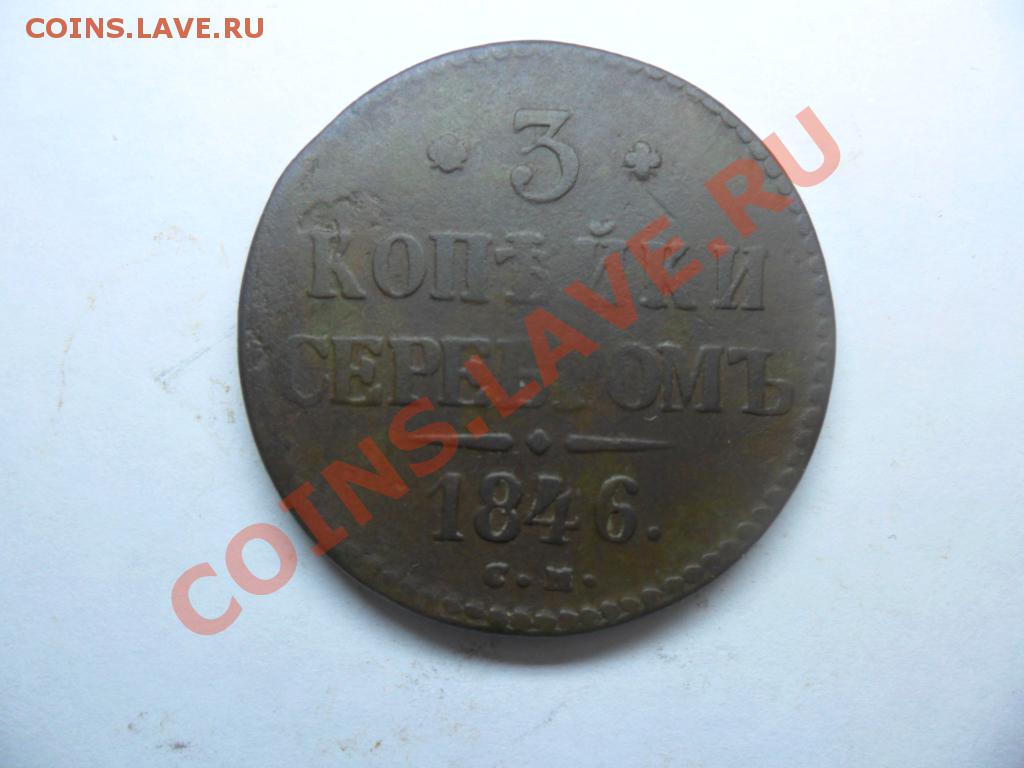 COINS.LAVE.RU
3
КОПѢЙКИ
СЕРЕБРОМЪ
1846.
С.М.
COINS.LAVE.RU